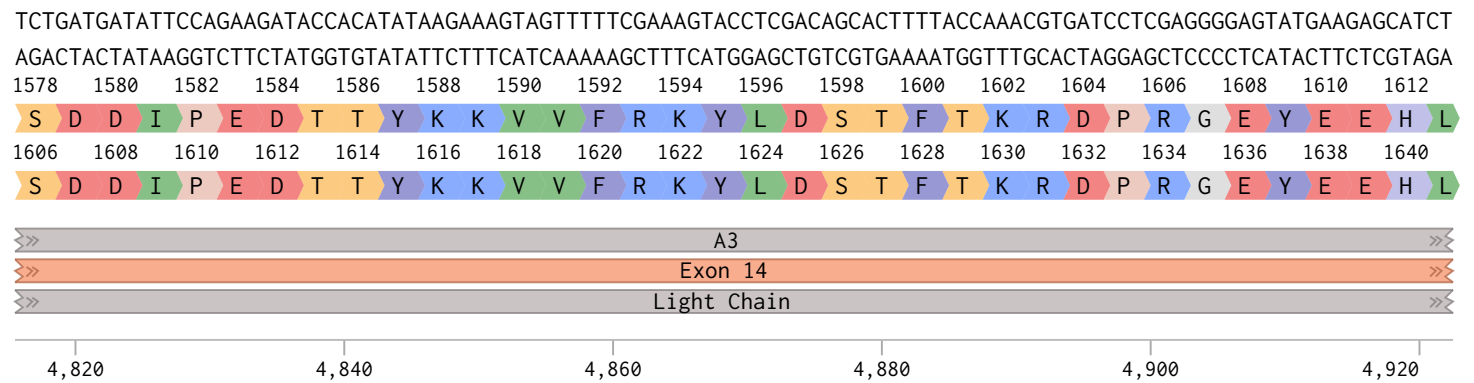 TCTGATGATATTCCAGAAGATACCACATATAAGAAAGTAGTTTTTCGAAAGTACCTCGACAGCACTTTTACCAAACGTGATCCTCGAGGGGAGTATGAAGAGCATCT
AGACTACTATAAGGTCTTCTATGGTGTATATTCTTTCATCAAAAAGCTTTCATGGAGCTGTCGTGAAAATGGTTTGCACTAGGAGCTCCCCTCATACTTCTCGTAGA
1578 1580 1582 1584 1586 1588 1590 1592 1594 1596 1598 1600 1602 1604 1606 1608 1610 1612
S D D I P E D T T Y K K V V F R K Y L D S T F T K R D P R G E Y E E H L
1606 1608 1610 1612 1614 1616 1618 1620 1622 1624 1626 1628 1630 1632 1634 1636 1638 1640
S D D I P E D T T Y K K V V F R K Y L D S T F T K R D P R G E Y E E H L
A3
Exon 14
Light Chain
4,820 4,840 4,860 4,880 4,900 4,920